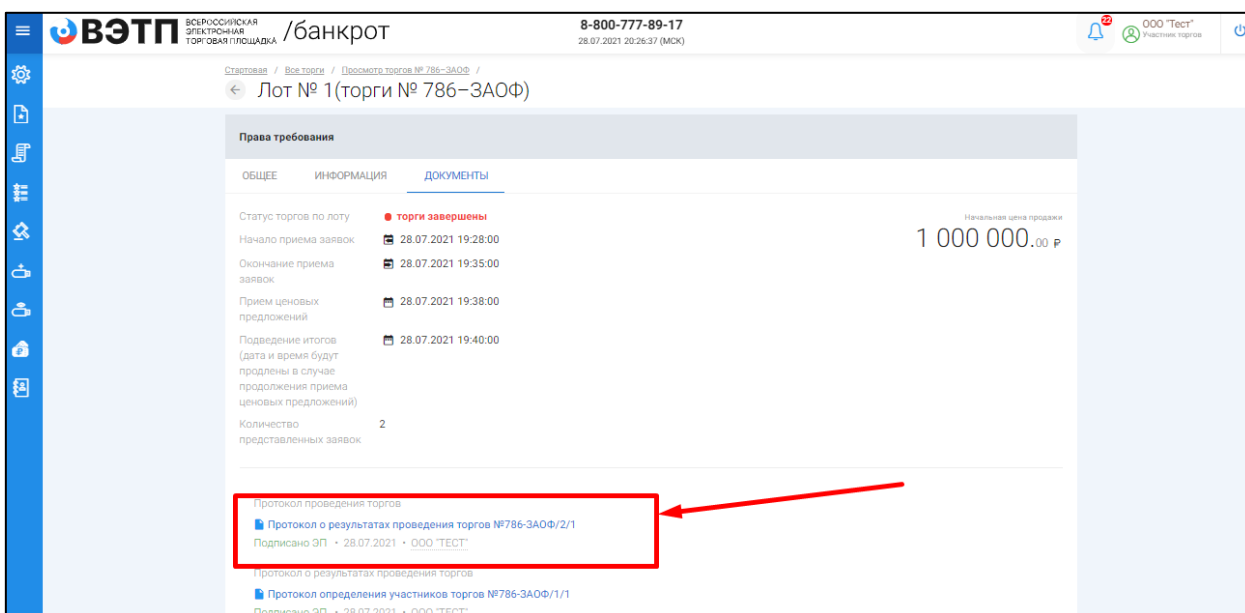 ВЭТП ВСЕРОССИЙСКАЯ ЭЛЕКТРОННАЯ ТОРГОВАЯ ПЛОЩАДКА /банкрот
8-800-777-89-17
28.07.2021 20:26:37 (МСК)
22
ООО "Тест"
Участник торгов
Стартовая / Все торги / Просмотр торгов № 786-ЗАОФ /
Лот № 1(торги № 786-ЗАОФ)
Права требования
ОБЩЕЕ ИНФОРМАЦИЯ ДОКУМЕНТЫ
Статус торгов по лоту торги завершены
Начальная цена продажи
1 000 000.00 ₽
Начало приема заявок 28.07.2021 19:28:00
Окончание приема 28.07.2021 19:35:00
заявок
Прием ценовых 28.07.2021 19:38:00
предложений
Подведение итогов 28.07.2021 19:40:00
(дата и время будут
продлены в случае
продолжения приема
ценовых предложений)
Количество 2
представленных заявок
Протокол проведения торгов
Протокол о результатах проведения торгов №786-ЗАОФ/2/1
Подписано ЭП • 28.07.2021 • ООО "ТЕСТ"
Протокол о результатах проведения торгов
Протокол определения участников торгов №786-ЗАОФ/1/1
Подписано ЭП • 28.07.2021 • ООО "ТЕСТ"